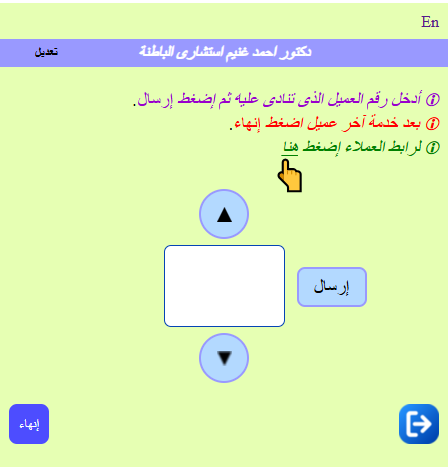 En
دكتور احمد غنيم استشارى الباطنة
تعديل
أدخل رقم العميل الذى تنادى عليه ثم إضغط إرسال.
بعد خدمة آخر عميل اضغط إنهاء.
لرابط العملاء إضغط هنا
إرسال
إنهاء